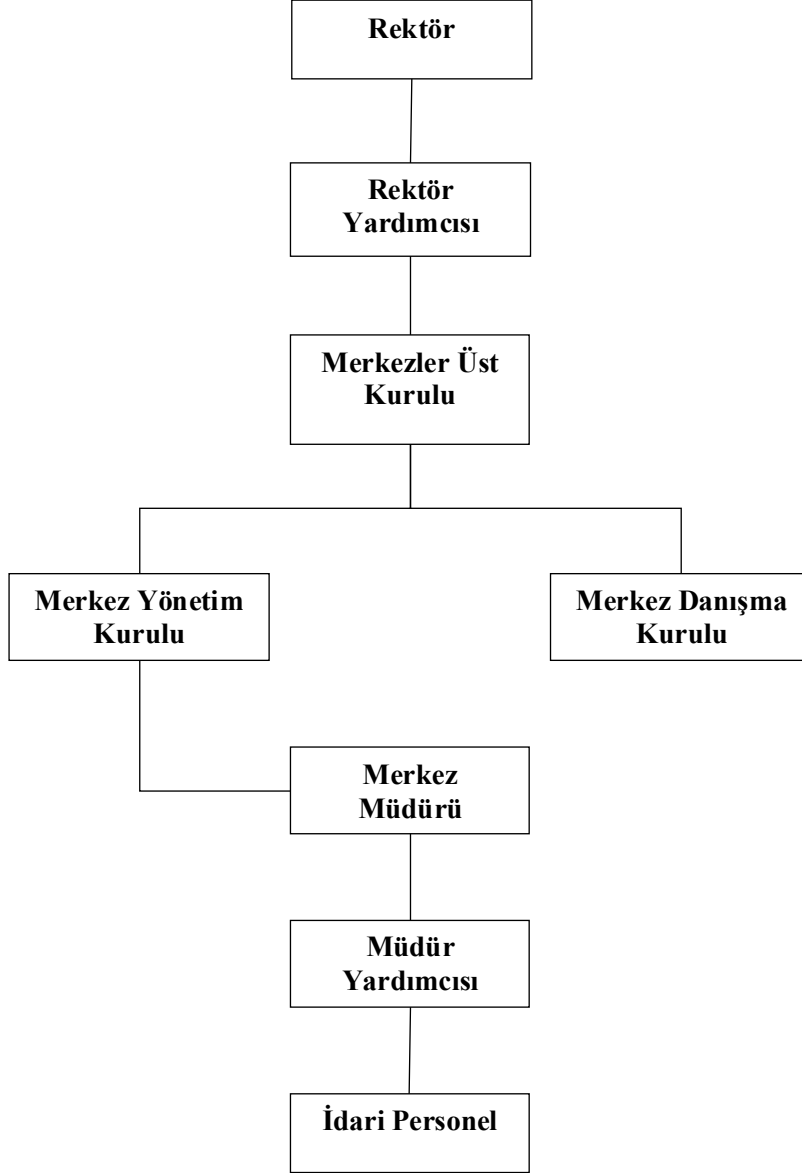 Rektör
Rektör
Yardımcısı
Merkezler Üst
Kurulu
Merkez Yönetim
Kurulu
Merkez Danışma
Kurulu
Merkez
Müdürü
Müdür
Yardımcısı
İdari Personel